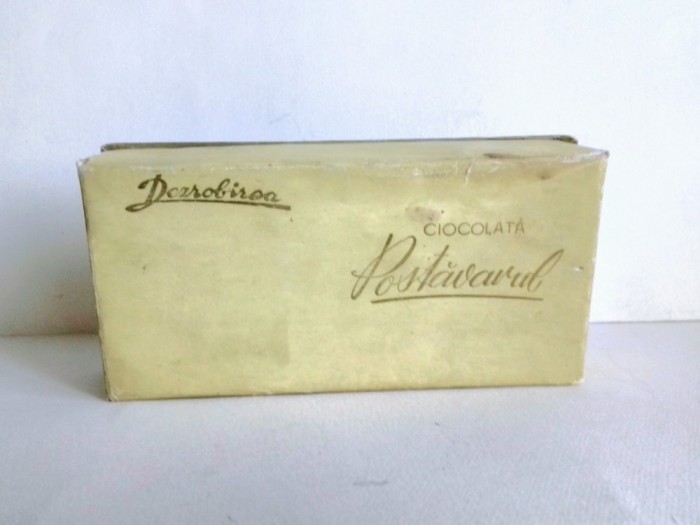 Dezrobirea
CIOCOLATĂ
Postăvarul